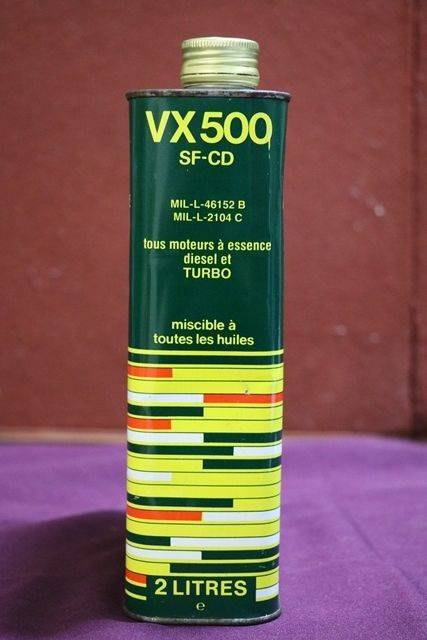 VX500
SF-CD
MIL-L-46152 B
MIL-L-2104 C
tous moteurs à essence
diesel et
TURBO
miscible à
toutes les huiles
2 LITRES
e